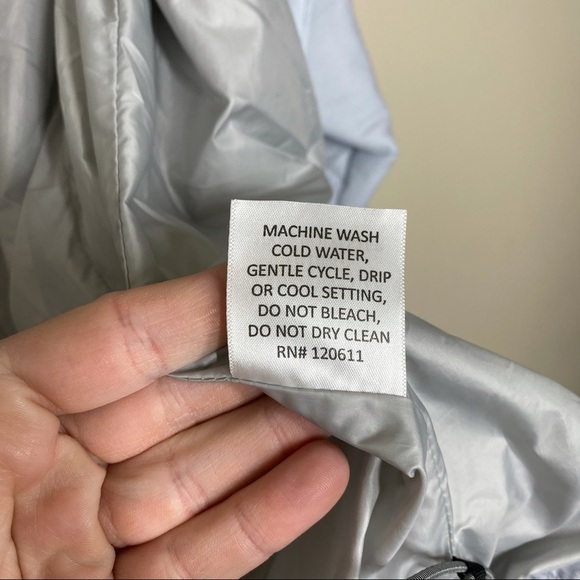 MACHINE WASH
COLD WATER,
GENTLE CYCLE, DRIP
OR COOL SETTING,
DO NOT BLEACH,
DO NOT DRY CLEAN
RN# 120611